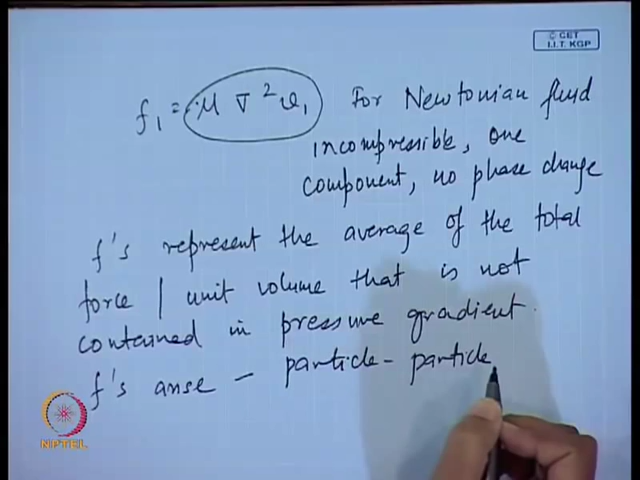 © CET
I.I.T. KGP
f₁ = μ ∇² υ₁ For Newtonian fluid
incompressible, one
component, no phase change
f's represent the average of the total
force / unit volume that is not
contained in pressure gradient.
f's arise – particle – particle
NPTEL